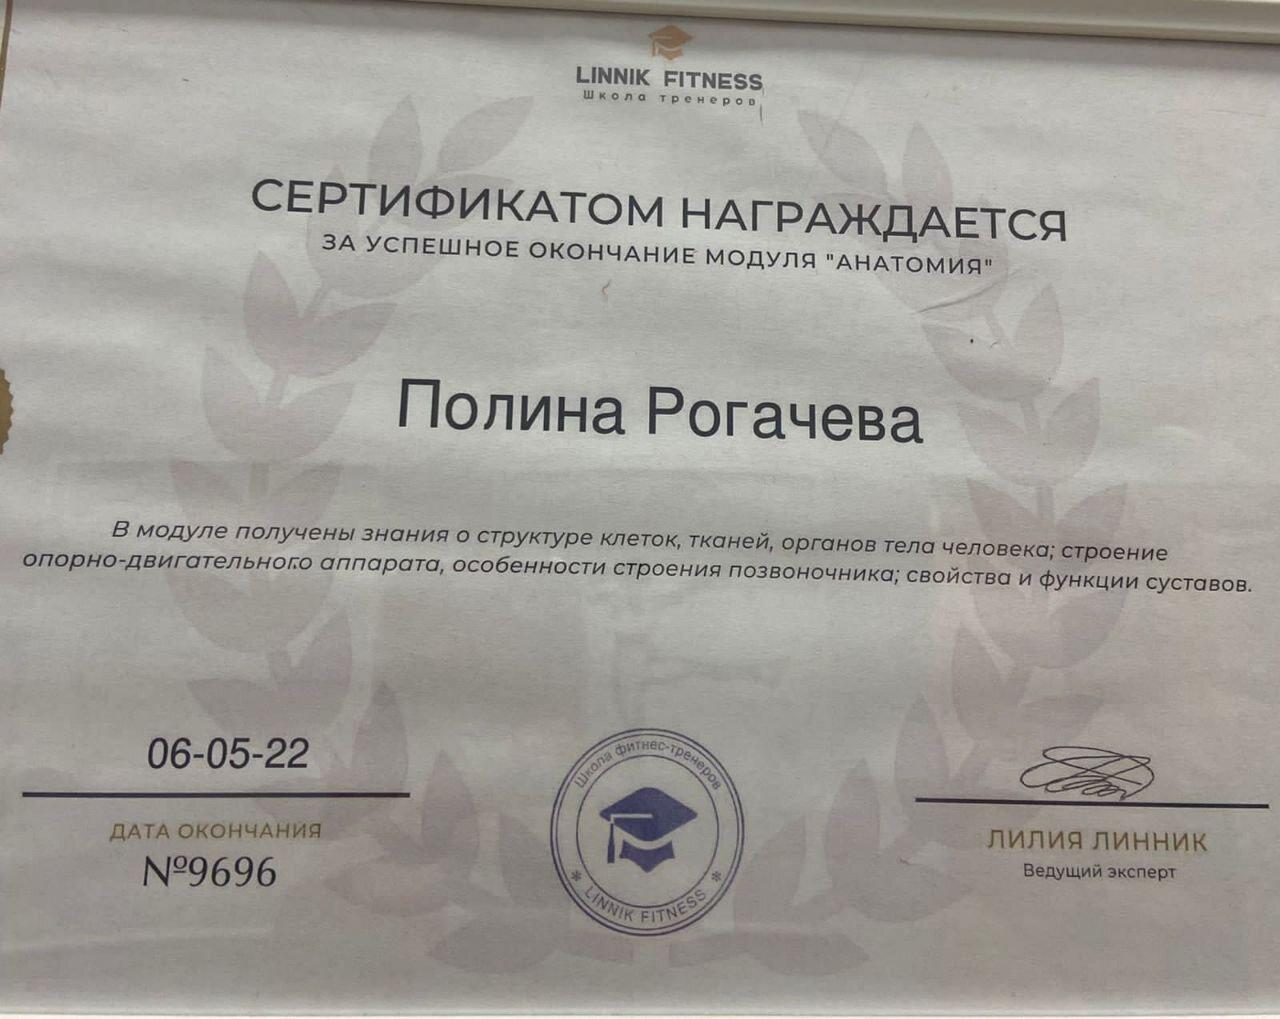 LINNIK FITNESS
Школа тренеров
СЕРТИФИКАТОМ НАГРАЖДАЕТСЯ
ЗА УСПЕШНОЕ ОКОНЧАНИЕ МОДУЛЯ "АНАТОМИЯ"
Полина Рогачева
В модуле получены знания о структуре клеток, тканей, органов тела человека; строение
опорно-двигательного аппарата, особенности строения позвоночника; свойства и функции суставов.
06-05-22
ДАТА ОКОНЧАНИЯ
№9696
Школа фитнес-тренеров
* LINNIK FITNESS *
ЛИЛИЯ ЛИННИК
Ведущий эксперт